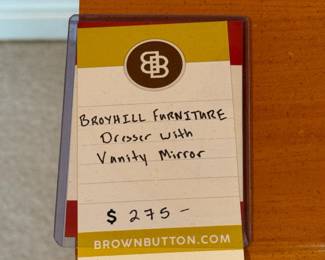 BB
BROYHILL FURNITURE
Dresser with
Vanity Mirror
$ 275 -
BROWNBUTTON.COM